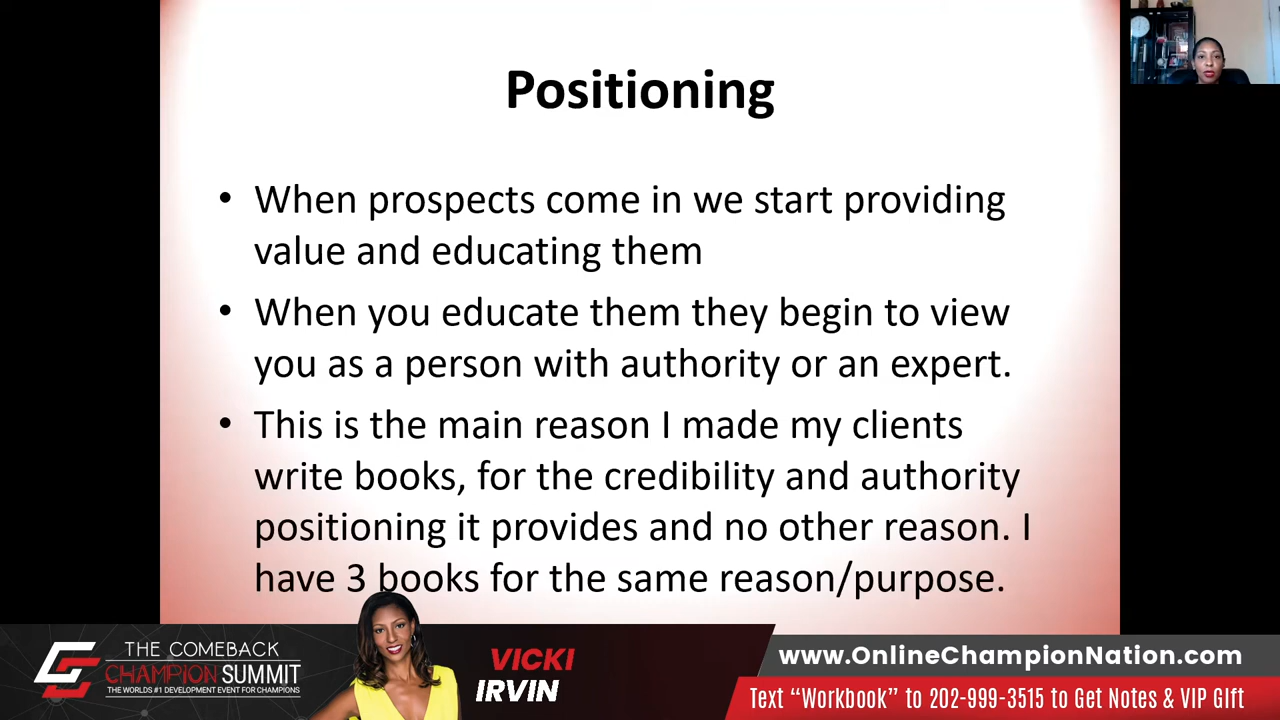 Positioning
• When prospects come in we start providing
value and educating them
• When you educate them they begin to view
you as a person with authority or an expert.
• This is the main reason I made my clients
write books, for the credibility and authority
positioning it provides and no other reason. I
have 3 books for the same reason/purpose.
THE COMEBACK
CHAMPION SUMMIT
THE WORLDS #1 DEVELOPMENT EVENT FOR CHAMPIONS
VICKI
IRVIN
www.OnlineChampionNation.com
Text “Workbook” to 202-999-3515 to Get Notes & VIP GIft